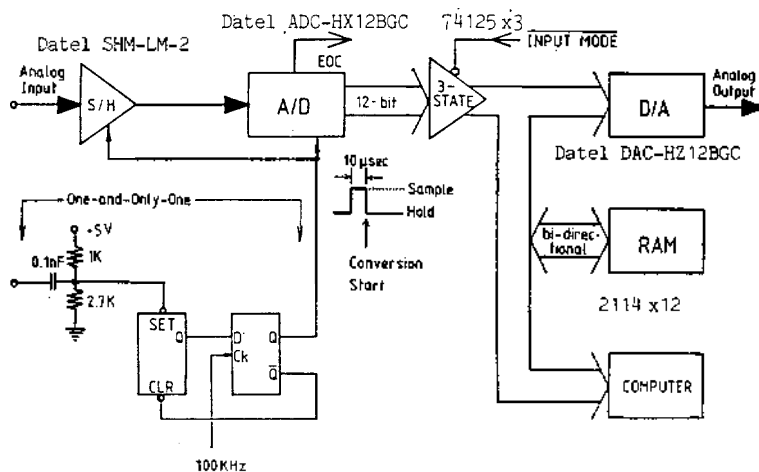 Datel SHM-LM-2
Datel ADC-HX12BGC
74125 x3
INPUT MODE
Analog
Input
S/H
EOC
A/D
12-bit
3-
STATE
D/A
Analog
Output
Datel DAC-HZ12BGC
10 µsec
Sample
Hold
Conversion
Start
One-and-Only-One
+5V
1K
0.1nF
2.7K
SET
Q
CLR
D
Ck
Q
Q̅
100KHz
bi-direc-
tional
RAM
2114 x12
COMPUTER